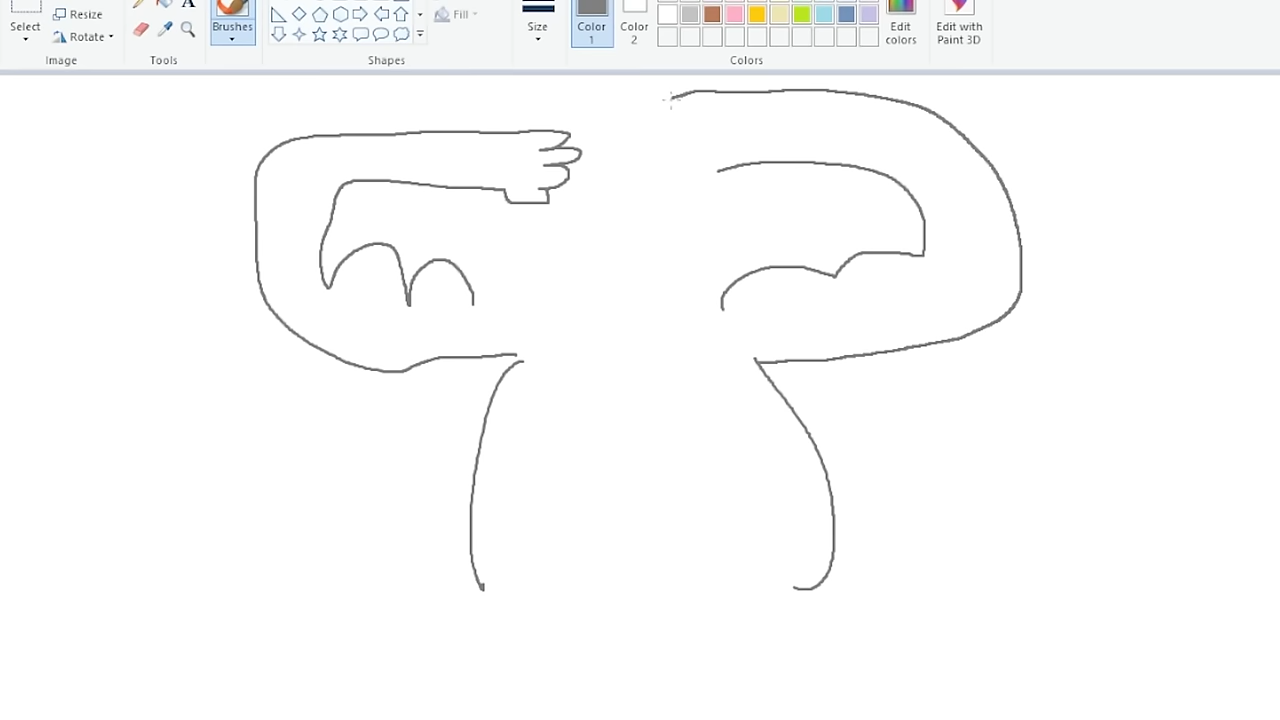 Select
Resize
Rotate
A
Brushes
Fill
Size
Color 1
Color 2
Edit colors
Edit with Paint 3D
Image
Tools
Shapes
Colors